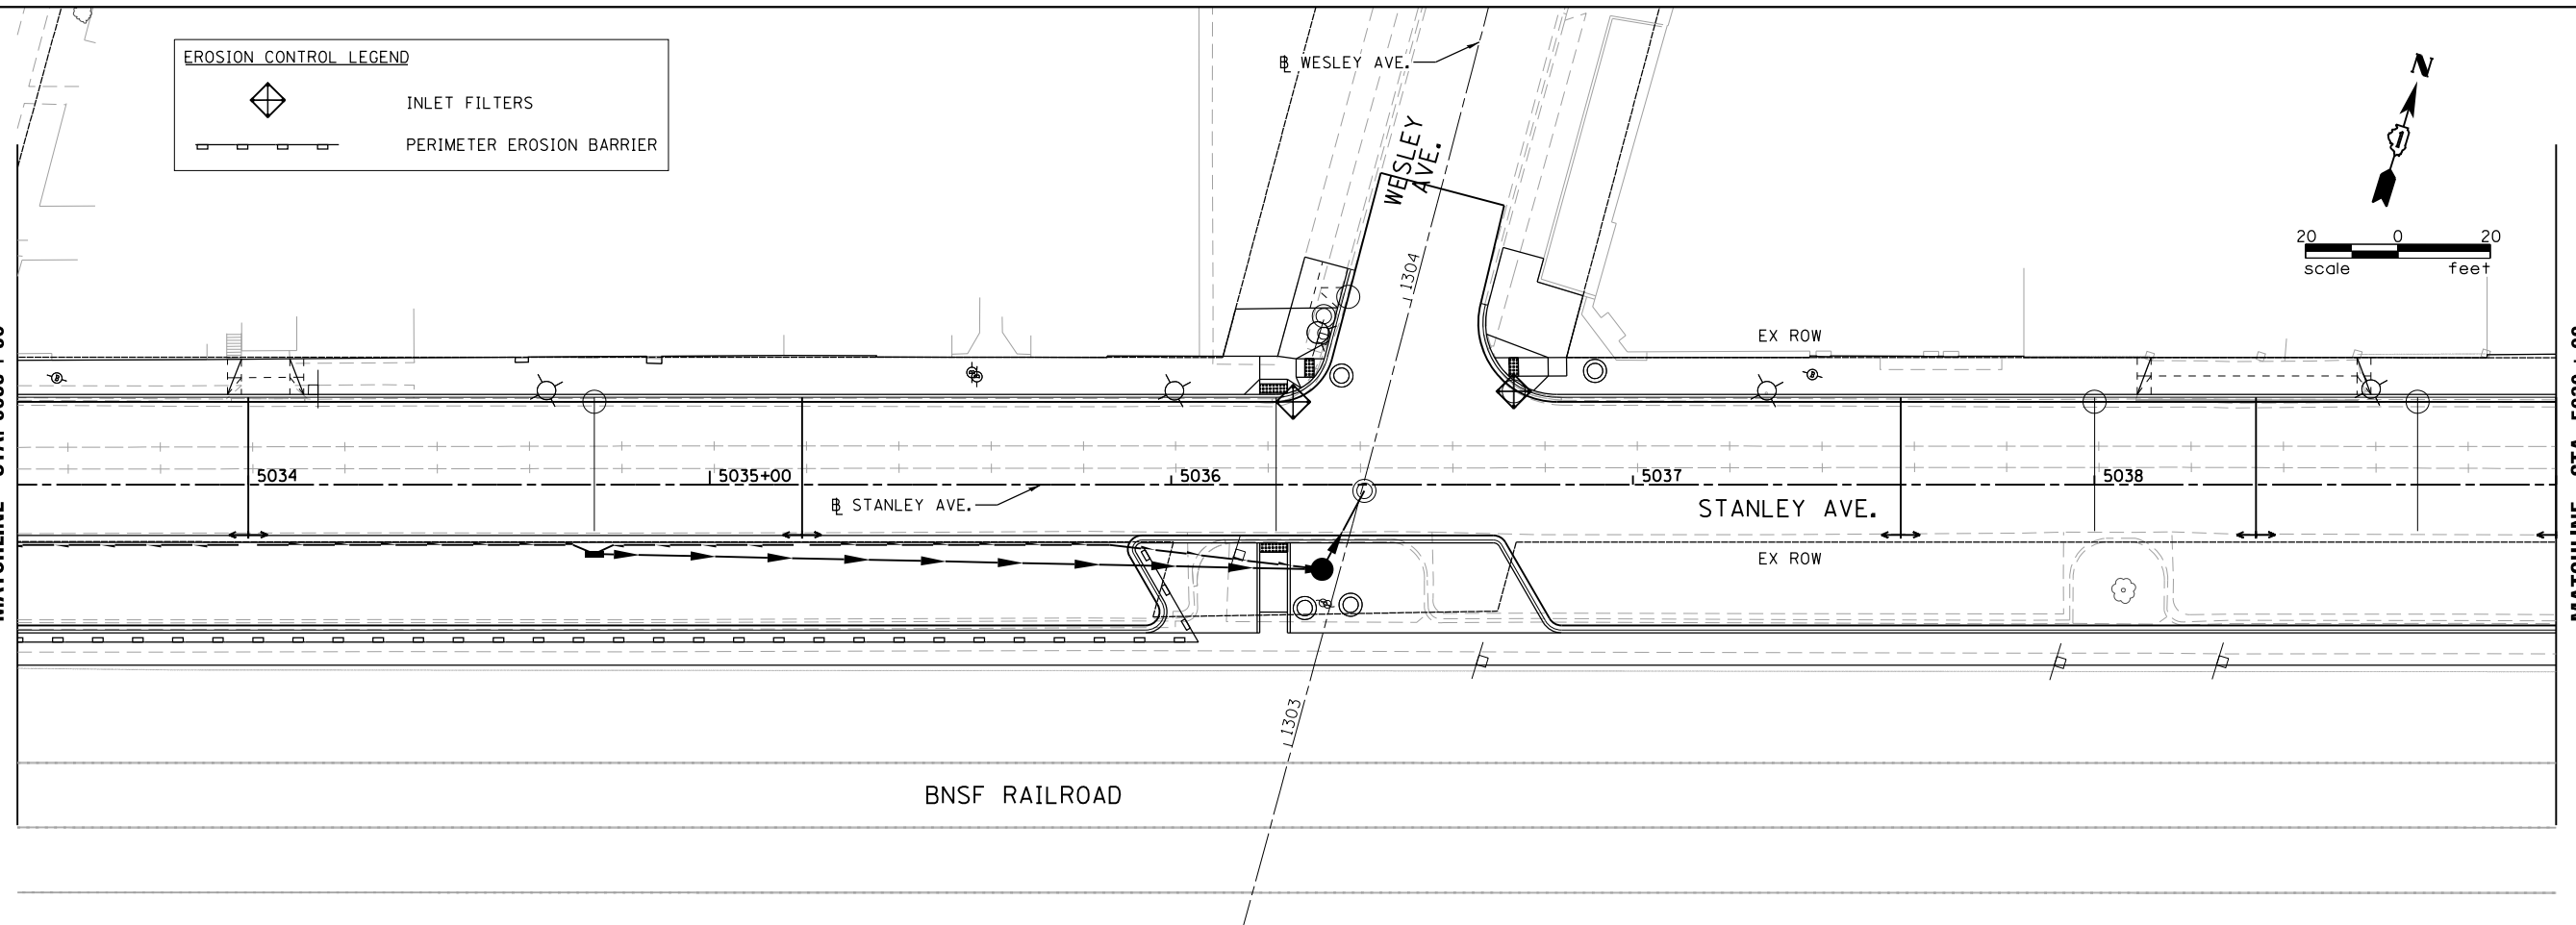 EROSION CONTROL LEGEND
INLET FILTERS
PERIMETER EROSION BARRIER
℄ WESLEY AVE.
WESLEY
AVE.
N
1
20 0 20
scale feet
1304
EX ROW
5034
5035+00
5036
5037
5038
℄ STANLEY AVE.
STANLEY AVE.
EX ROW
1303
BNSF RAILROAD